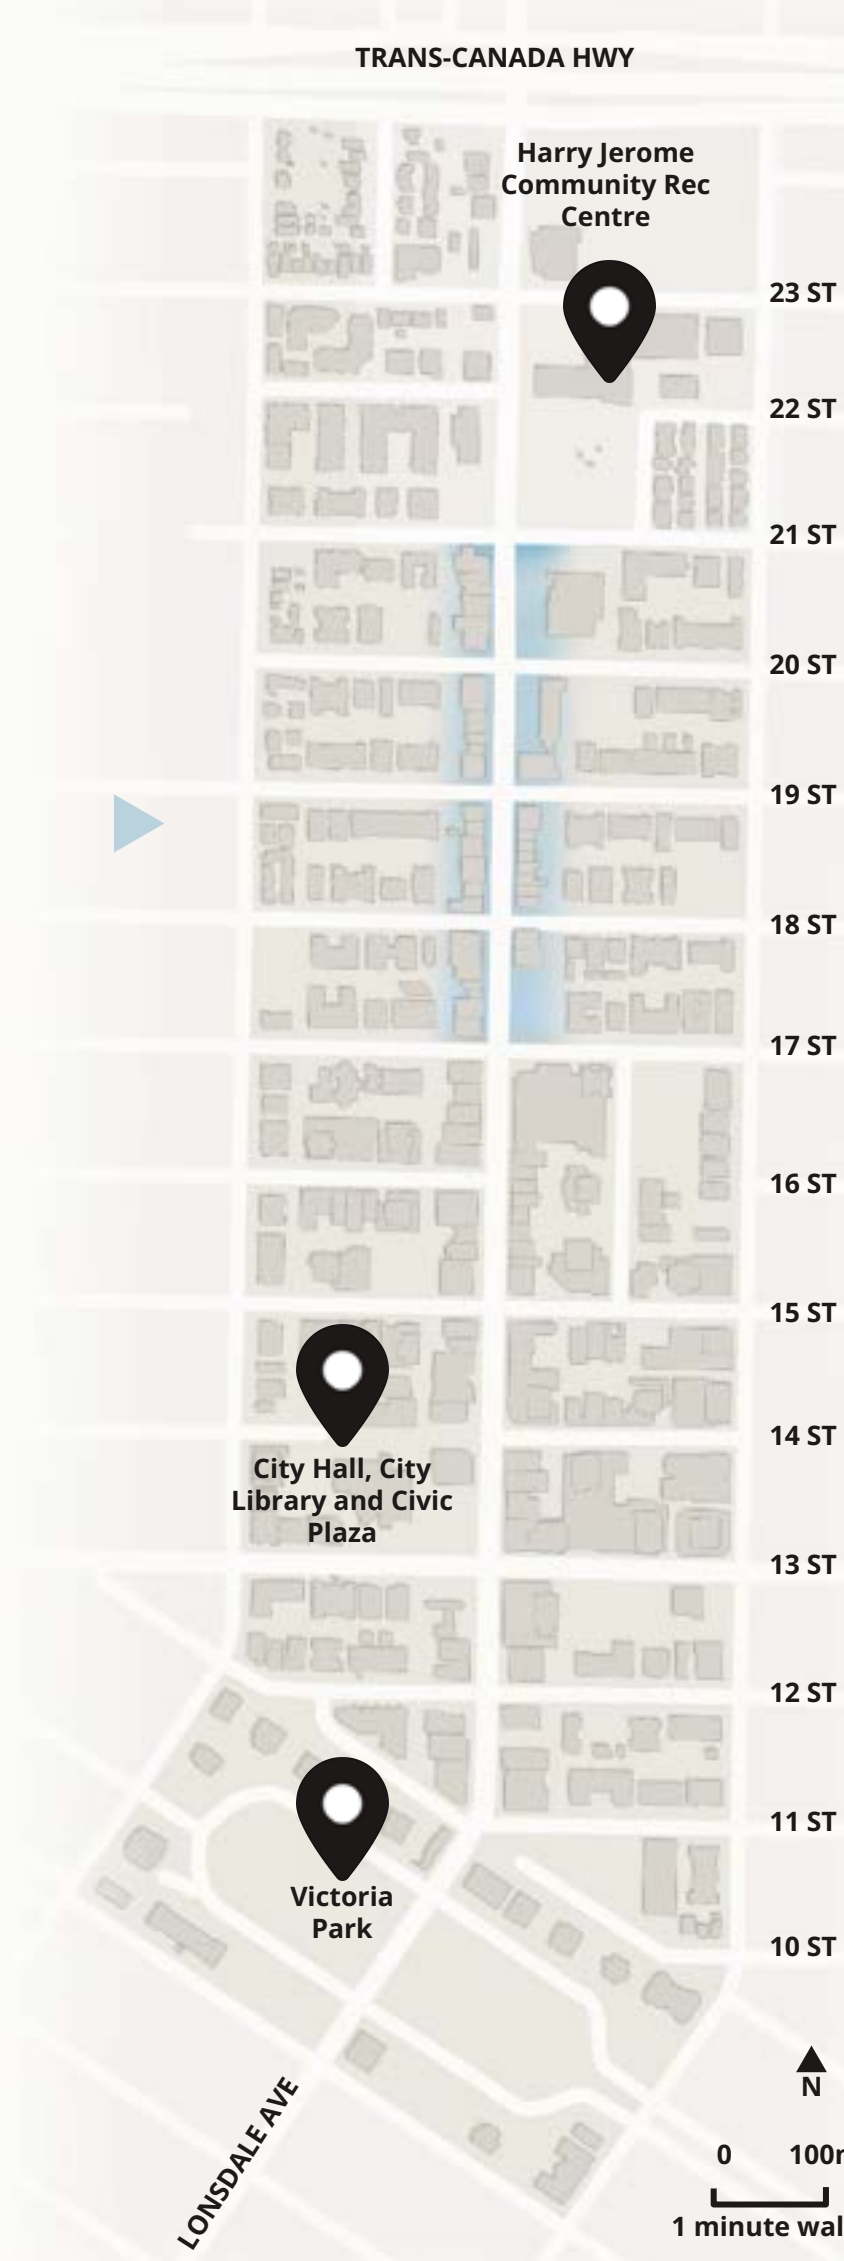 TRANS-CANADA HWY
Harry Jerome
Community Rec
Centre
23 ST
22 ST
21 ST
20 ST
19 ST
18 ST
17 ST
16 ST
15 ST
14 ST
City Hall, City
Library and Civic
Plaza
13 ST
12 ST
11 ST
Victoria
Park
10 ST
N
LONSDALE AVE
0 100m
1 minute wal